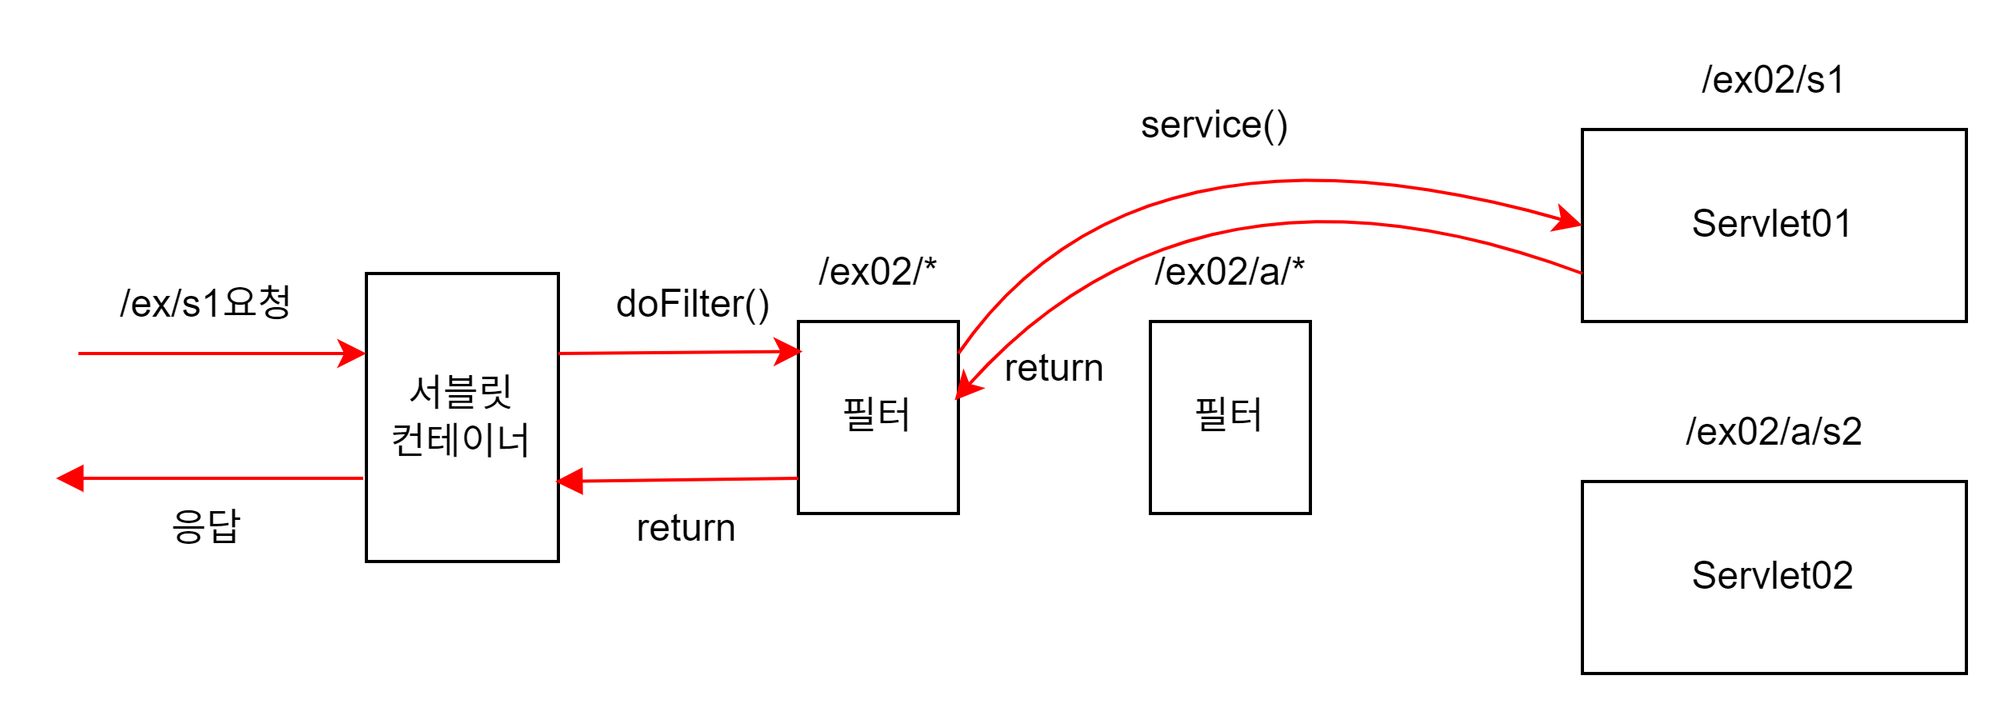 /ex02/s1
service()
Servlet01
/ex02/*
/ex02/a/*
/ex/s1요청
doFilter()
return
서블릿
컨테이너
필터
필터
/ex02/a/s2
응답
return
Servlet02